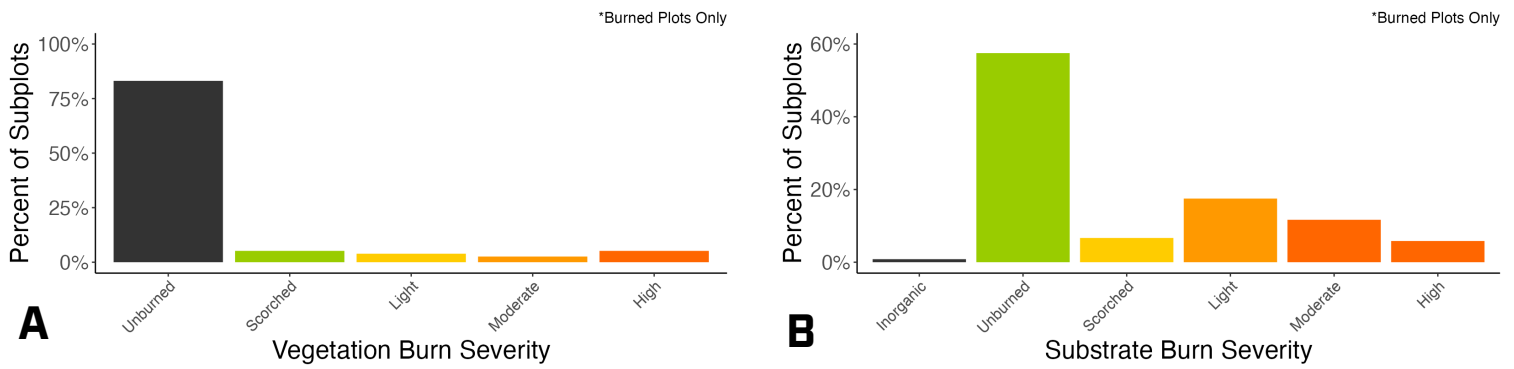 *Burned Plots Only
Percent of Subplots
100%
75%
50%
25%
0%
Unburned
Scorched
Light
Moderate
High
Vegetation Burn Severity
A
*Burned Plots Only
Percent of Subplots
60%
40%
20%
0%
Inorganic
Unburned
Scorched
Light
Moderate
High
Substrate Burn Severity
B